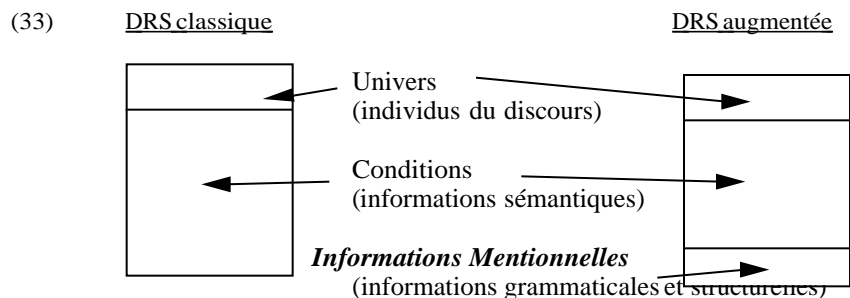 (33) DRS classique DRS augmentée
Univers
(individus du discours)
Conditions
(informations sémantiques)
Informations Mentionnelles
(informations grammaticales et structurelles)